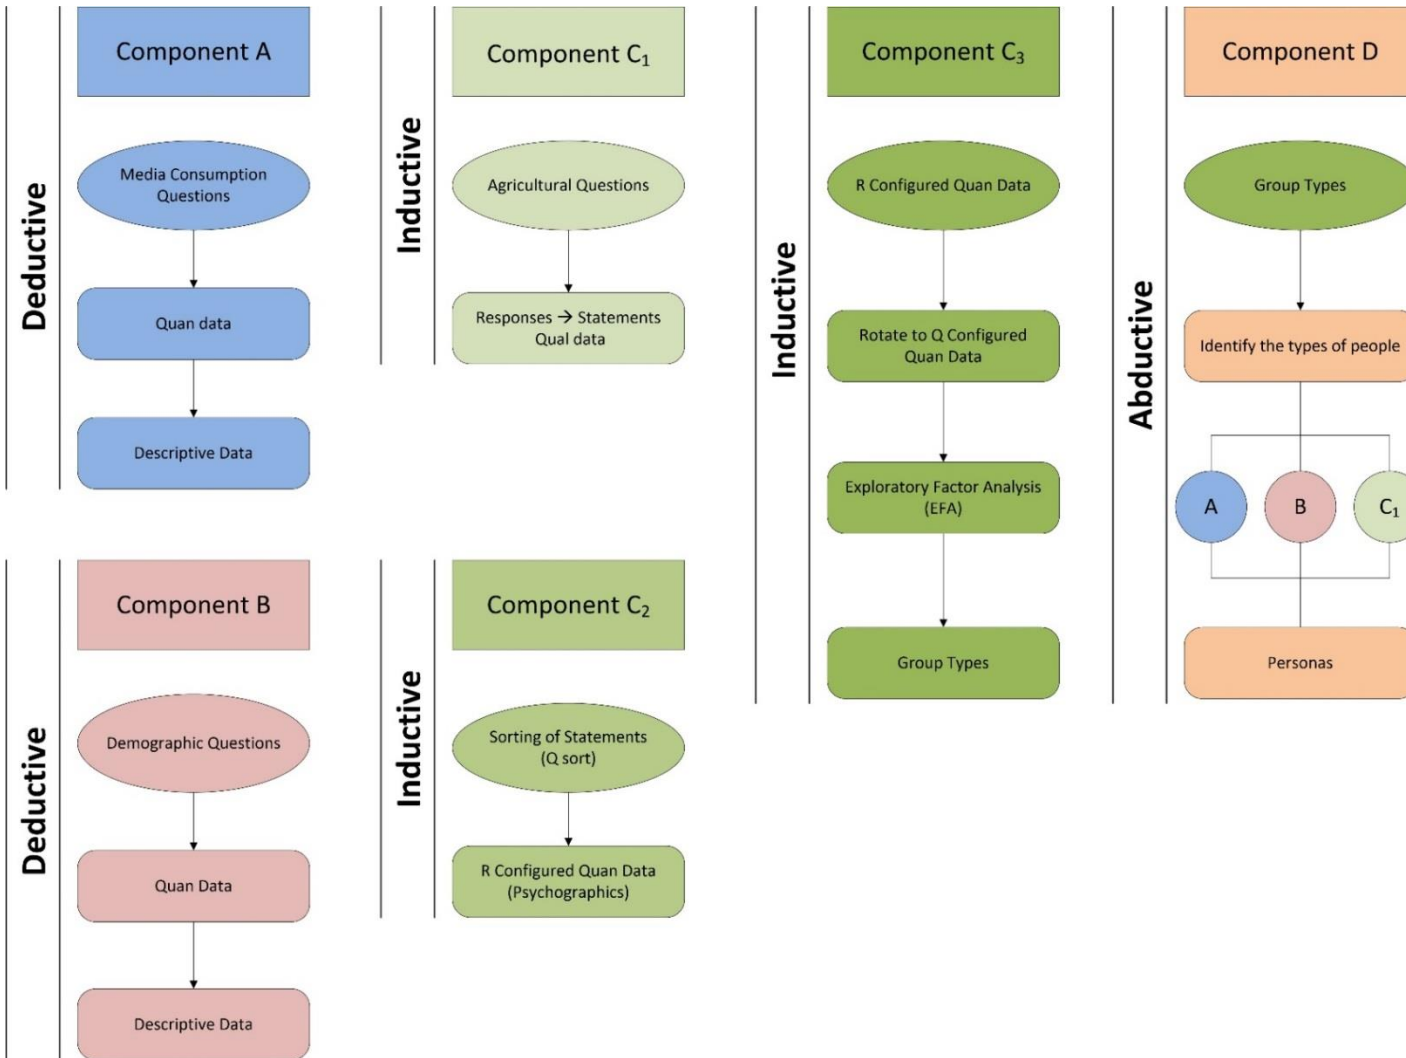 Deductive
Component A
Media Consumption
Questions
Quan data
Descriptive Data
Deductive
Component B
Demographic Questions
Quan Data
Descriptive Data
Inductive
Component C₁
Agricultural Questions
Responses → Statements
Qual data
Inductive
Component C₂
Sorting of Statements
(Q sort)
R Configured Quan Data
(Psychographics)
Inductive
Component C₃
R Configured Quan Data
Rotate to Q Configured
Quan Data
Exploratory Factor Analysis
(EFA)
Group Types
Abductive
Component D
Group Types
Identify the types of people
A
B
C₁
Personas